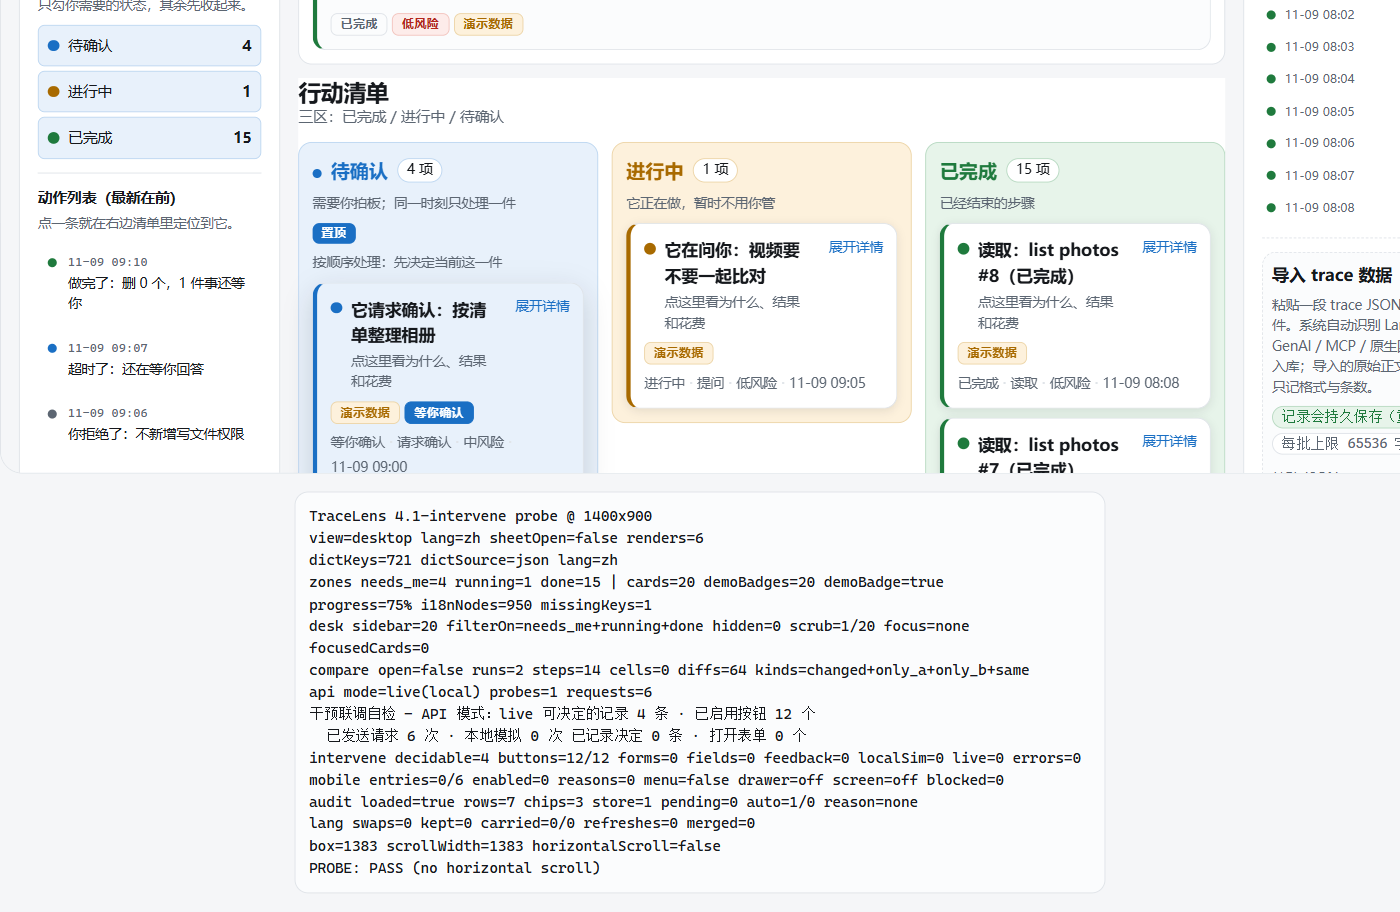 只勾你需要的状态，其余先收起来。
待确认 4
进行中 1
已完成 15
动作列表（最新在前）
点一条就在右边清单里定位到它。
11-09 09:10
做完了：删 0 个，1 件事还等
你
11-09 09:07
超时了：还在等你回答
11-09 09:06
你拒绝了：不新增写文件权限
已完成 低风险 演示数据
行动清单
三区：已完成 / 进行中 / 待确认
待确认 4 项
需要你拍板；同一时刻只处理一件
置顶
按顺序处理：先决定当前这一件
它请求确认：按清
单整理相册
展开详情
点这里看为什么、结果
和花费
演示数据 等你确认
等你确认 · 请求确认 · 中风险 ·
11-09 09:00
进行中 1 项
它正在做，暂时不用你管
它在问你：视频要
不要一起比对
展开详情
点这里看为什么、结果
和花费
演示数据
进行中 · 提问 · 低风险 · 11-09 09:05
已完成 15 项
已经结束的步骤
读取：list photos
#8（已完成）
展开详情
点这里看为什么、结果
和花费
演示数据
已完成 · 读取 · 低风险 · 11-09 08:08
读取：list photos
#7（已完成）
展开详情
11-09 08:02
11-09 08:03
11-09 08:04
11-09 08:05
11-09 08:06
11-09 08:07
11-09 08:08
导入 trace 数据
粘贴一段 trace JSON
件。系统自动识别 La
GenAI / MCP / 原生
入库；导入的原始正文
只记格式与条数。
记录会持久保存（
每批上限 65536
TraceLens 4.1-intervene probe @ 1400x900
view=desktop lang=zh sheetOpen=false renders=6
dictKeys=721 dictSource=json lang=zh
zones needs_me=4 running=1 done=15 | cards=20 demoBadges=20 demoBadge=true
progress=75% i18nNodes=950 missingKeys=1
desk sidebar=20 filterOn=needs_me+running+done hidden=0 scrub=1/20 focus=none
focusedCards=0
compare open=false runs=2 steps=14 cells=0 diffs=64 kinds=changed+only_a+only_b+same
api mode=live(local) probes=1 requests=6
干预联调自检 — API 模式：live 可决定的记录 4 条 · 已启用按钮 12 个
已发送请求 6 次 · 本地模拟 0 次 已记录决定 0 条 · 打开表单 0 个
intervene decidable=4 buttons=12/12 forms=0 fields=0 feedback=0 localSim=0 live=0 errors=0
mobile entries=0/6 enabled=0 reasons=0 menu=false drawer=off screen=off blocked=0
audit loaded=true rows=7 chips=3 store=1 pending=0 auto=1/0 reason=none
lang swaps=0 kept=0 carried=0/0 refreshes=0 merged=0
box=1383 scrollWidth=1383 horizontalScroll=false
PROBE: PASS (no horizontal scroll)